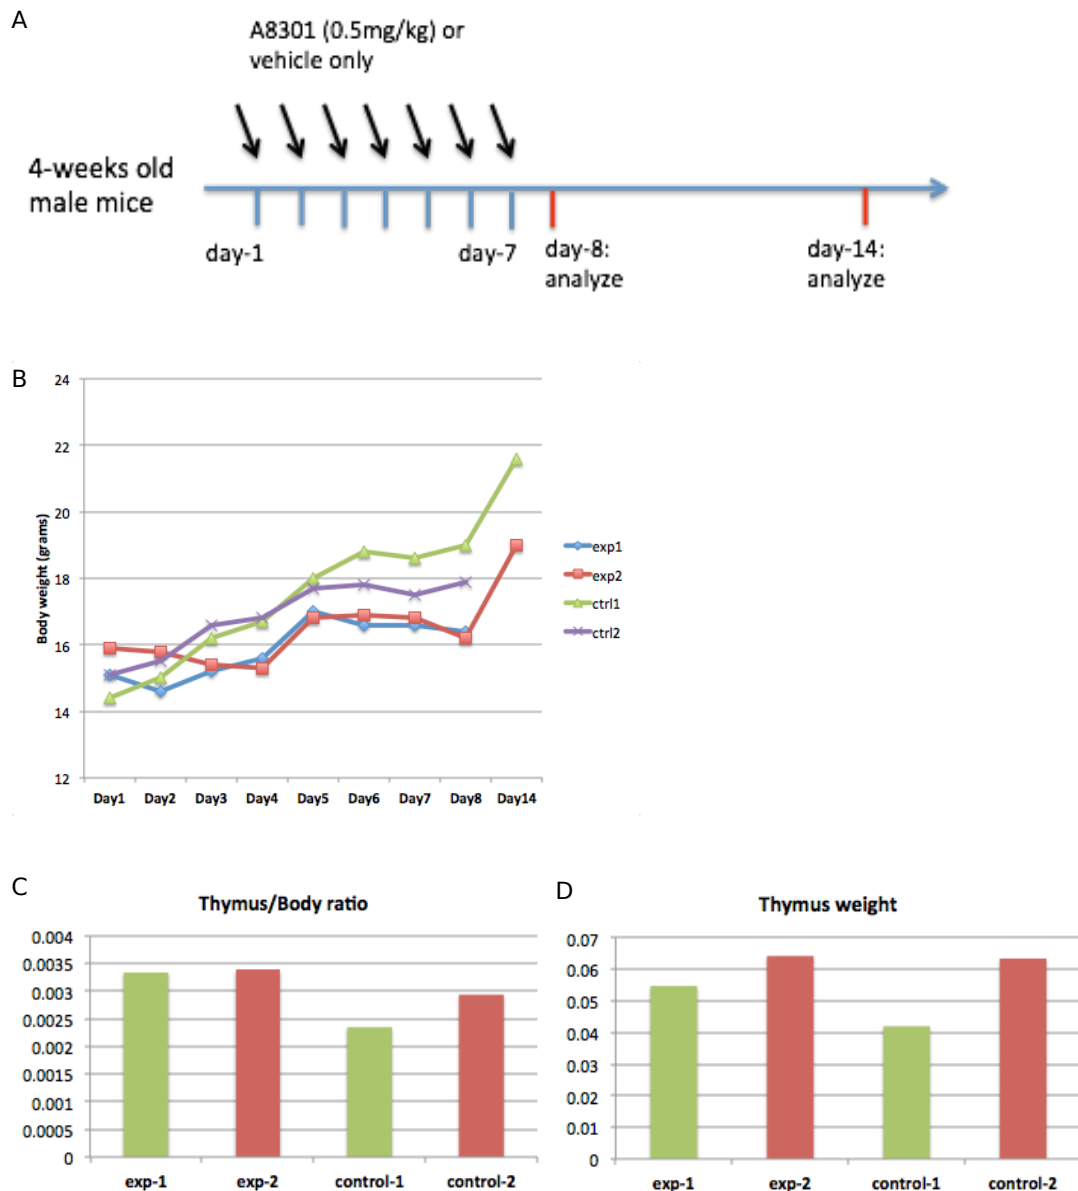 A
A8301 (0.5mg/kg) or
vehicle only
4-weeks old
male mice
day-1
day-7
day-8:
analyze
day-14:
analyze
B
24
22
20
18
16
14
12
Body weight (grams)
Day1 Day2 Day3 Day4 Day5 Day6 Day7 Day8 Day14
exp1
exp2
ctrl1
ctrl2
C
Thymus/Body ratio
0.004
0.0035
0.003
0.0025
0.002
0.0015
0.001
0.0005
0
exp-1 exp-2 control-1 control-2
D
Thymus weight
0.07
0.06
0.05
0.04
0.03
0.02
0.01
0
exp-1 exp-2 control-1 control-2